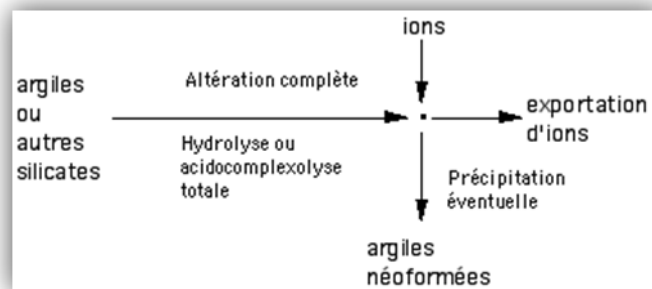 ions
argiles
ou
autres
silicates
Altération complète
Hydrolyse ou
acidocomplexolyse
totale
exportation
d'ions
Précipitation
éventuelle
argiles
néoformées